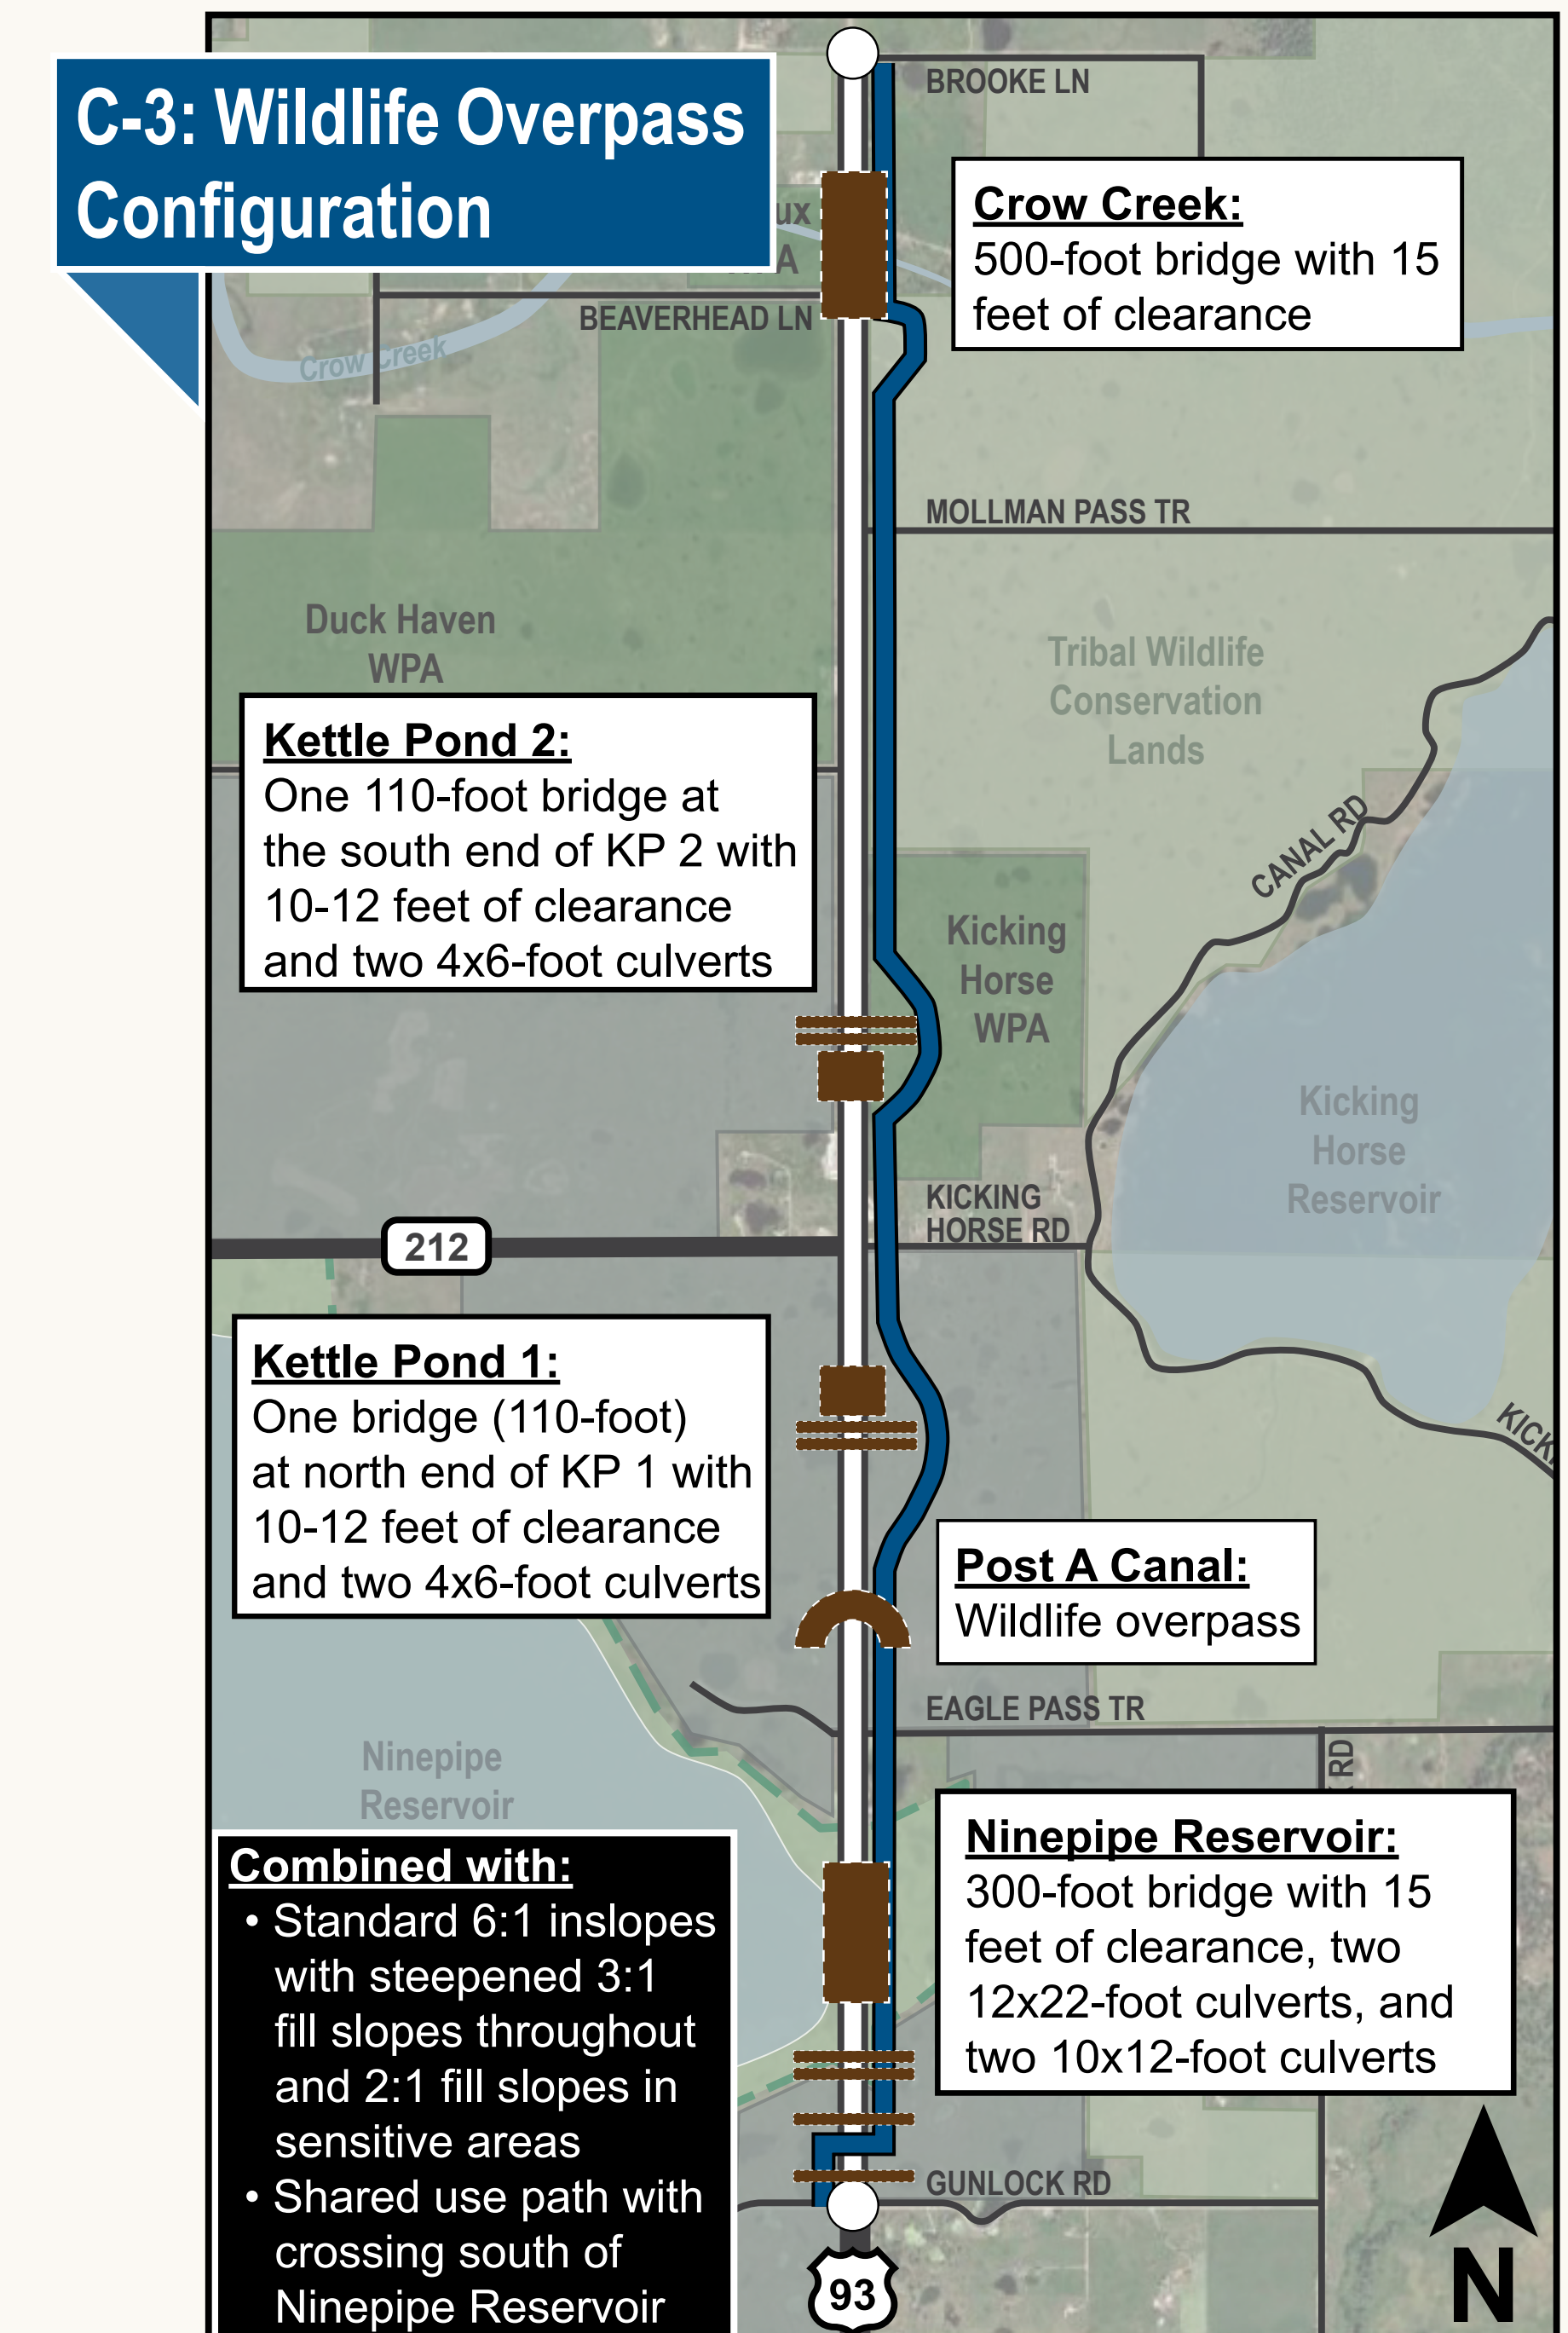 C-3: Wildlife Overpass
Configuration
BROOKE LN
Crow Creek:
500-foot bridge with 15
feet of clearance
BEAVERHEAD LN
Crow Creek
MOLLMAN PASS TR
Duck Haven
WPA
Tribal Wildlife
Conservation
Lands
Kettle Pond 2:
One 110-foot bridge at
the south end of KP 2 with
10-12 feet of clearance
and two 4x6-foot culverts
CANAL RD
Kicking
Horse
WPA
Kicking
Horse
Reservoir
KICKING
HORSE RD
212
Kettle Pond 1:
One bridge (110-foot)
at north end of KP 1 with
10-12 feet of clearance
and two 4x6-foot culverts
Post A Canal:
Wildlife overpass
EAGLE PASS TR
RD
Ninepipe
Reservoir
Ninepipe Reservoir:
300-foot bridge with 15
feet of clearance, two
12x22-foot culverts, and
two 10x12-foot culverts
Combined with:
• Standard 6:1 inslopes
with steepened 3:1
fill slopes throughout
and 2:1 fill slopes in
sensitive areas
• Shared use path with
crossing south of
Ninepipe Reservoir
GUNLOCK RD
93
N